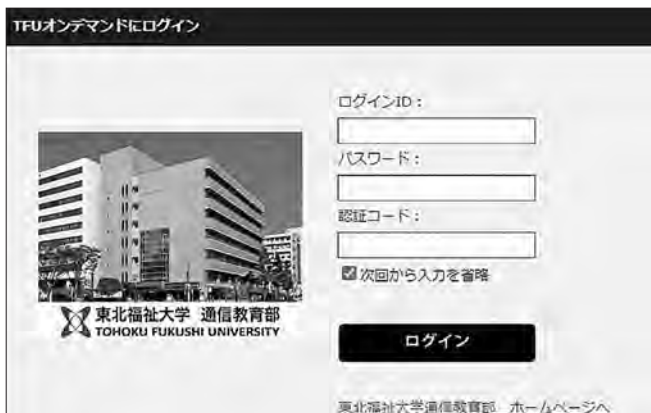 TFUオンデマンドにログイン
ログインID:
パスワード:
認証コード:
次回から入力を省略
東北福祉大学 通信教育部
TOHOKU FUKUSHI UNIVERSITY
ログイン
東北福祉大学通信教育部 ホームページへ